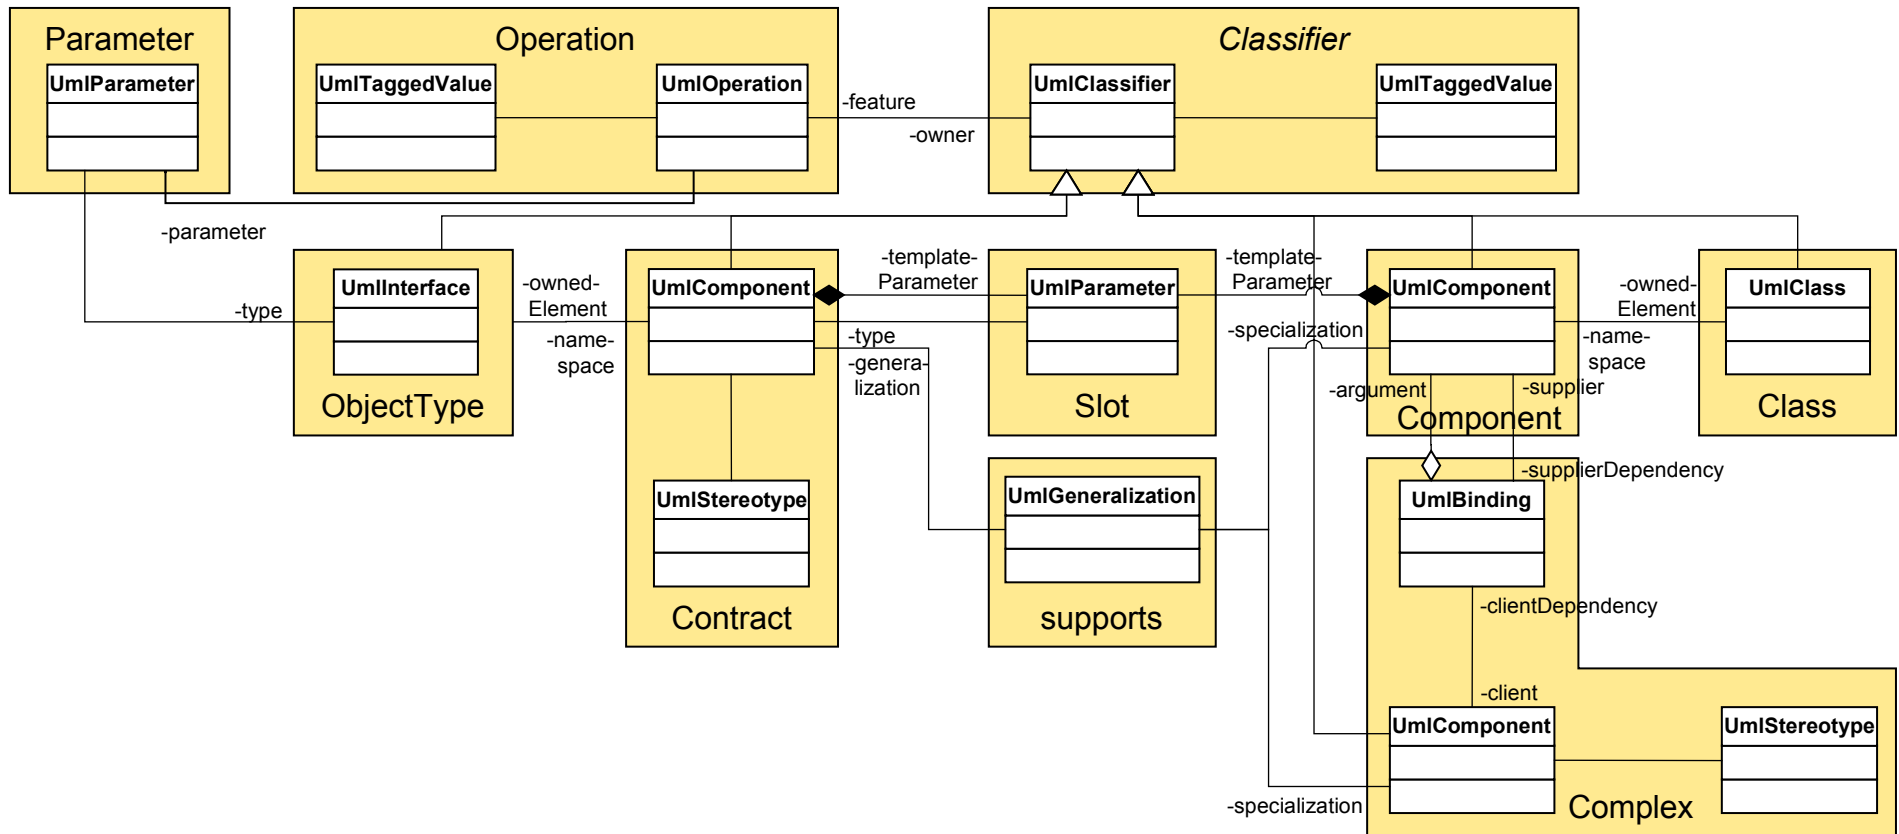 Parameter
UmlParameter
Operation
UmlTaggedValue
UmlOperation
-feature
-owner
Classifier
UmlClassifier
UmlTaggedValue
-parameter
-type
UmlInterface
ObjectType
-owned-
Element
-name-
space
UmlComponent
-type
-genera-
lization
UmlStereotype
Contract
-template-
Parameter
UmlParameter
Slot
-template-
Parameter
-specialization
UmlComponent
-argument
-supplier
Component
-owned-
Element
-name-
space
UmlClass
Class
UmlGeneralization
supports
-supplierDependency
UmlBinding
-clientDependency
-client
UmlComponent
UmlStereotype
-specialization
Complex